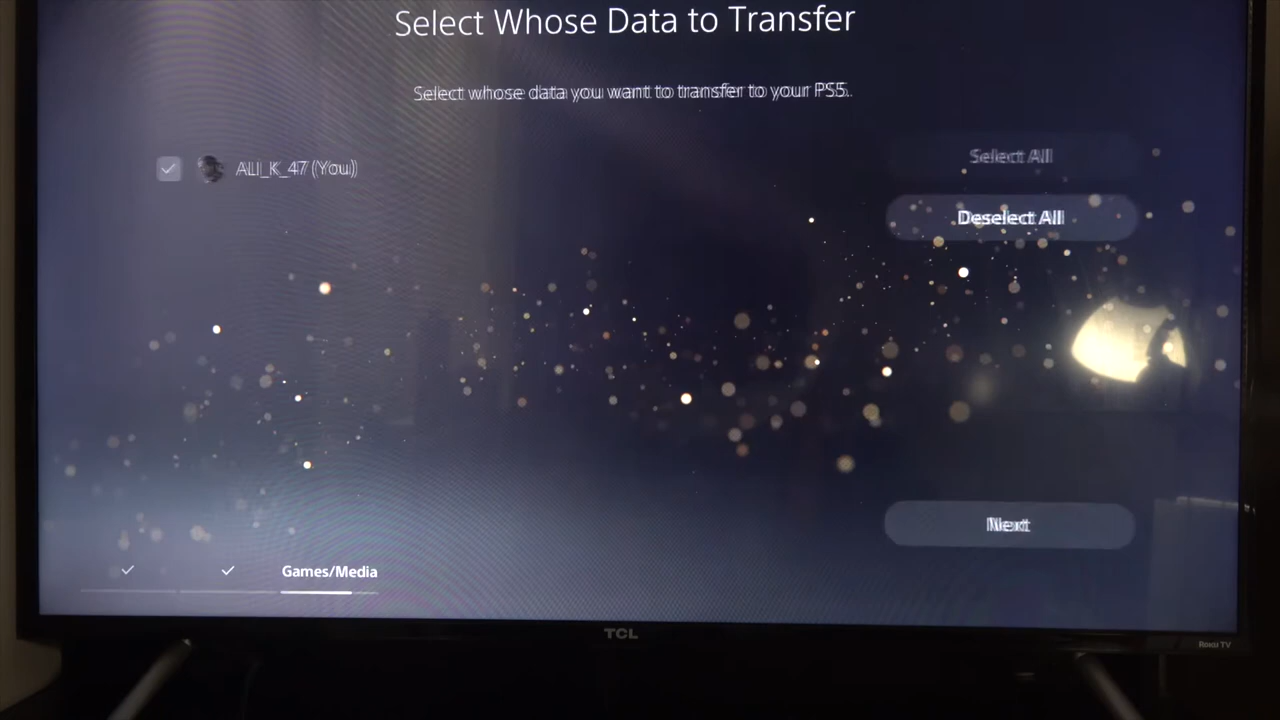 Select Whose Data to Transfer
Select whose data you want to transfer to your PS5.
ALI_K_47 (You)
Select All
Deselect All
Next
Games/Media
TCL
Roku TV